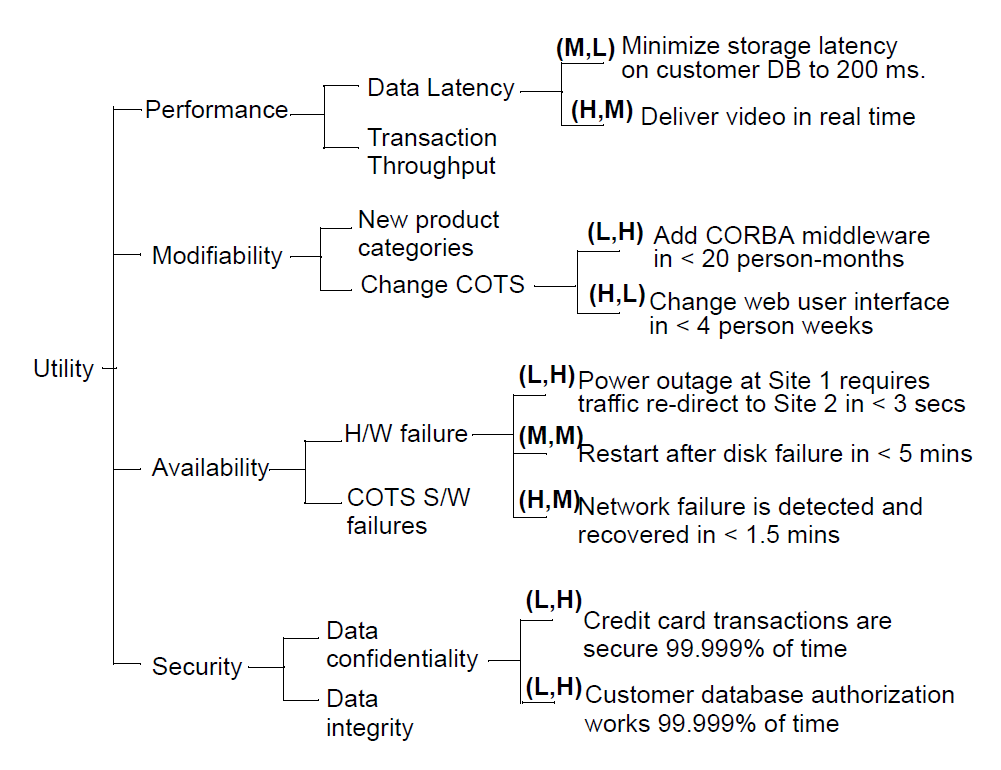 Utility
Performance
Data Latency
(M,L) Minimize storage latency
on customer DB to 200 ms.
(H,M) Deliver video in real time
Transaction
Throughput
Modifiability
New product
categories
Change COTS
(L,H) Add CORBA middleware
in < 20 person-months
(H,L) Change web user interface
in < 4 person weeks
Availability
H/W failure
(L,H) Power outage at Site 1 requires
traffic re-direct to Site 2 in < 3 secs
(M,M) Restart after disk failure in < 5 mins
(H,M) Network failure is detected and
recovered in < 1.5 mins
COTS S/W
failures
Security
Data
confidentiality
(L,H) Credit card transactions are
secure 99.999% of time
(L,H) Customer database authorization
works 99.999% of time
Data
integrity